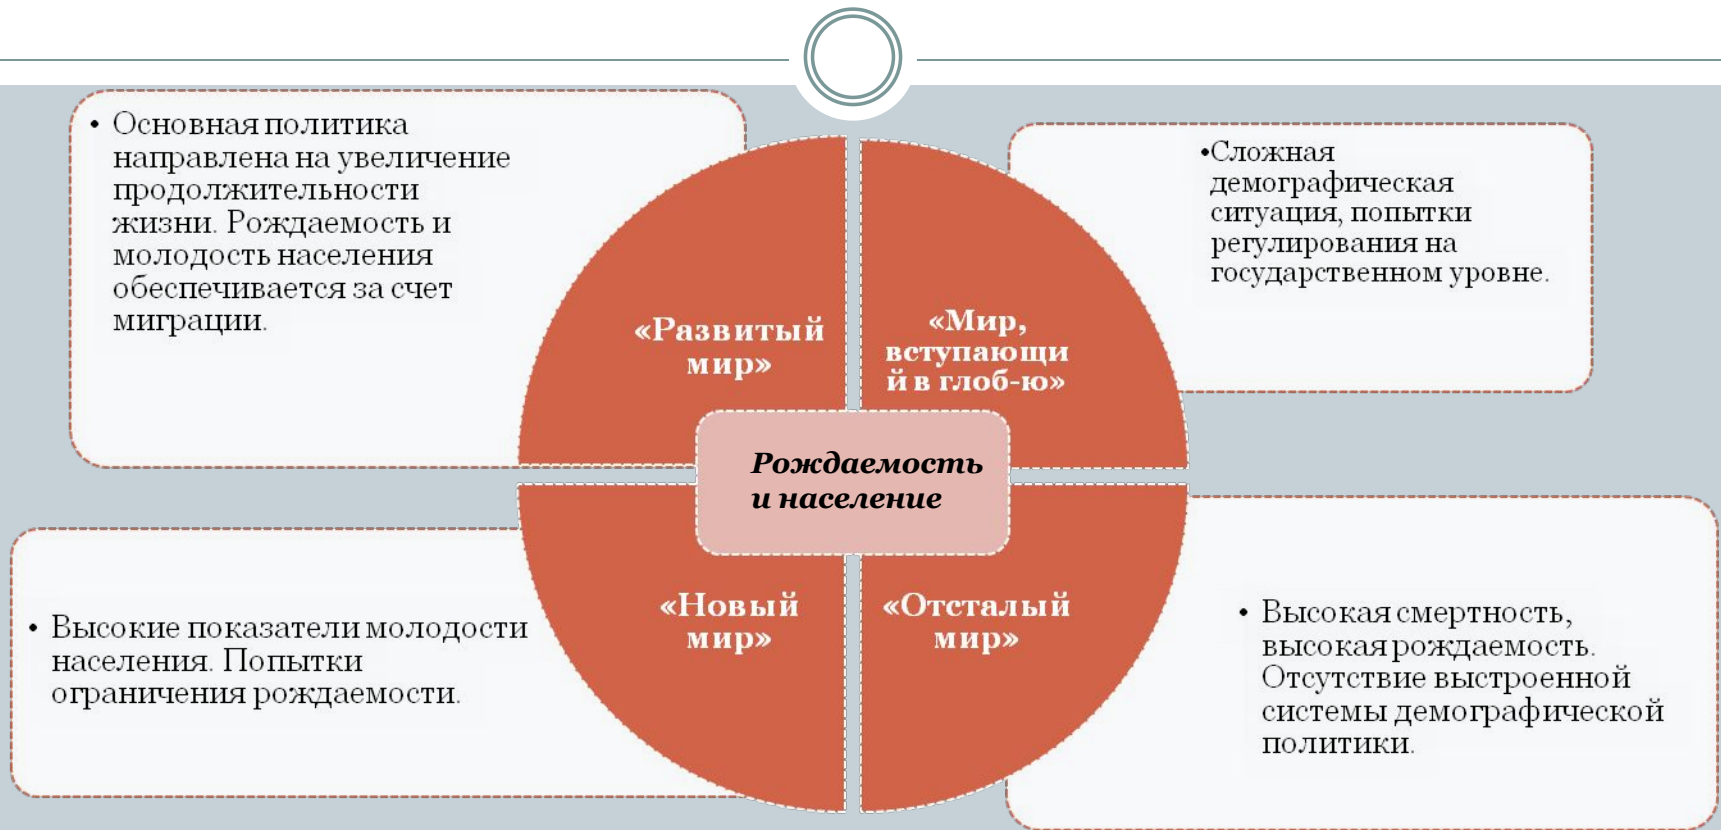 • Основная политика
направлена на увеличение
продолжительности
жизни. Рождаемость и
молодость населения
обеспечивается за счет
миграции.
«Развитый
мир»
•Сложная
демографическая
ситуация, попытки
регулирования на
государственном уровне.
«Мир,
вступающи
й в глоб-ю»
Рождаемость
и население
• Высокие показатели молодости
населения. Попытки
ограничения рождаемости.
«Новый
мир»
«Отсталый
мир»
• Высокая смертность,
высокая рождаемость.
Отсутствие выстроенной
системы демографической
политики.